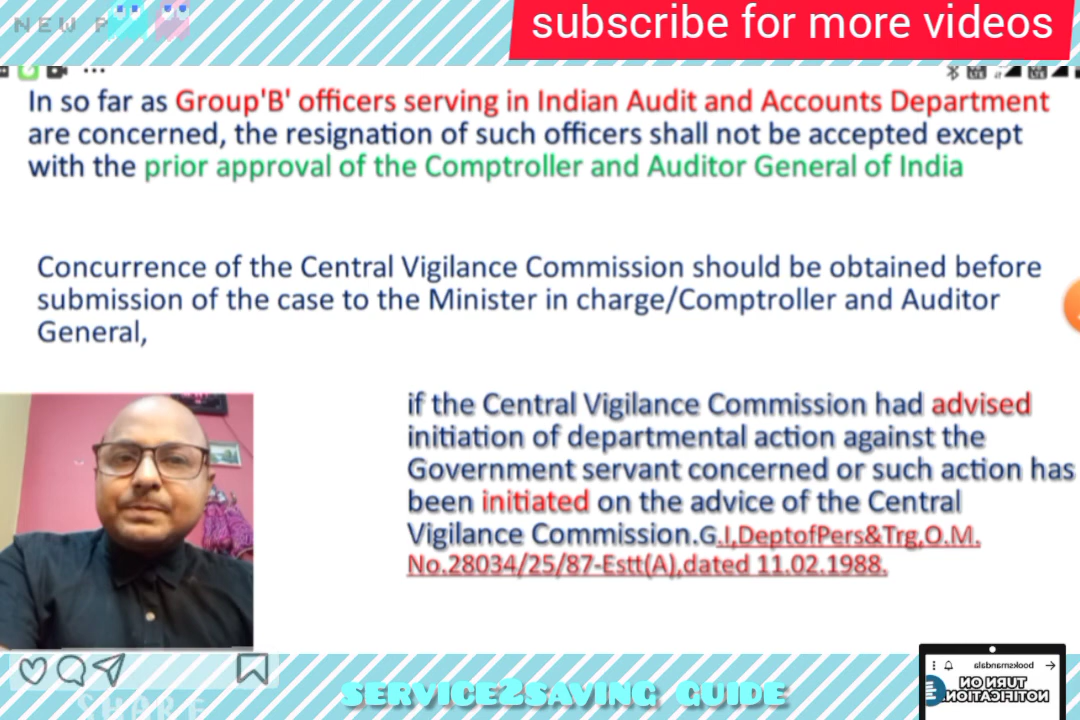 NEW P
subscribe for more videos
In so far as Group'B' officers serving in Indian Audit and Accounts Department
are concerned, the resignation of such officers shall not be accepted except
with the prior approval of the Comptroller and Auditor General of India
Concurrence of the Central Vigilance Commission should be obtained before
submission of the case to the Minister in charge/Comptroller and Auditor
General,
if the Central Vigilance Commission had advised
initiation of departmental action against the
Government servant concerned or such action has
been initiated on the advice of the Central
Vigilance Commission.G.I,DeptofPers&Trg,O.M.
No.28034/25/87-Estt(A),dated 11.02.1988.
SHARE
SERVICE2SAVING GUIDE
TURN ON